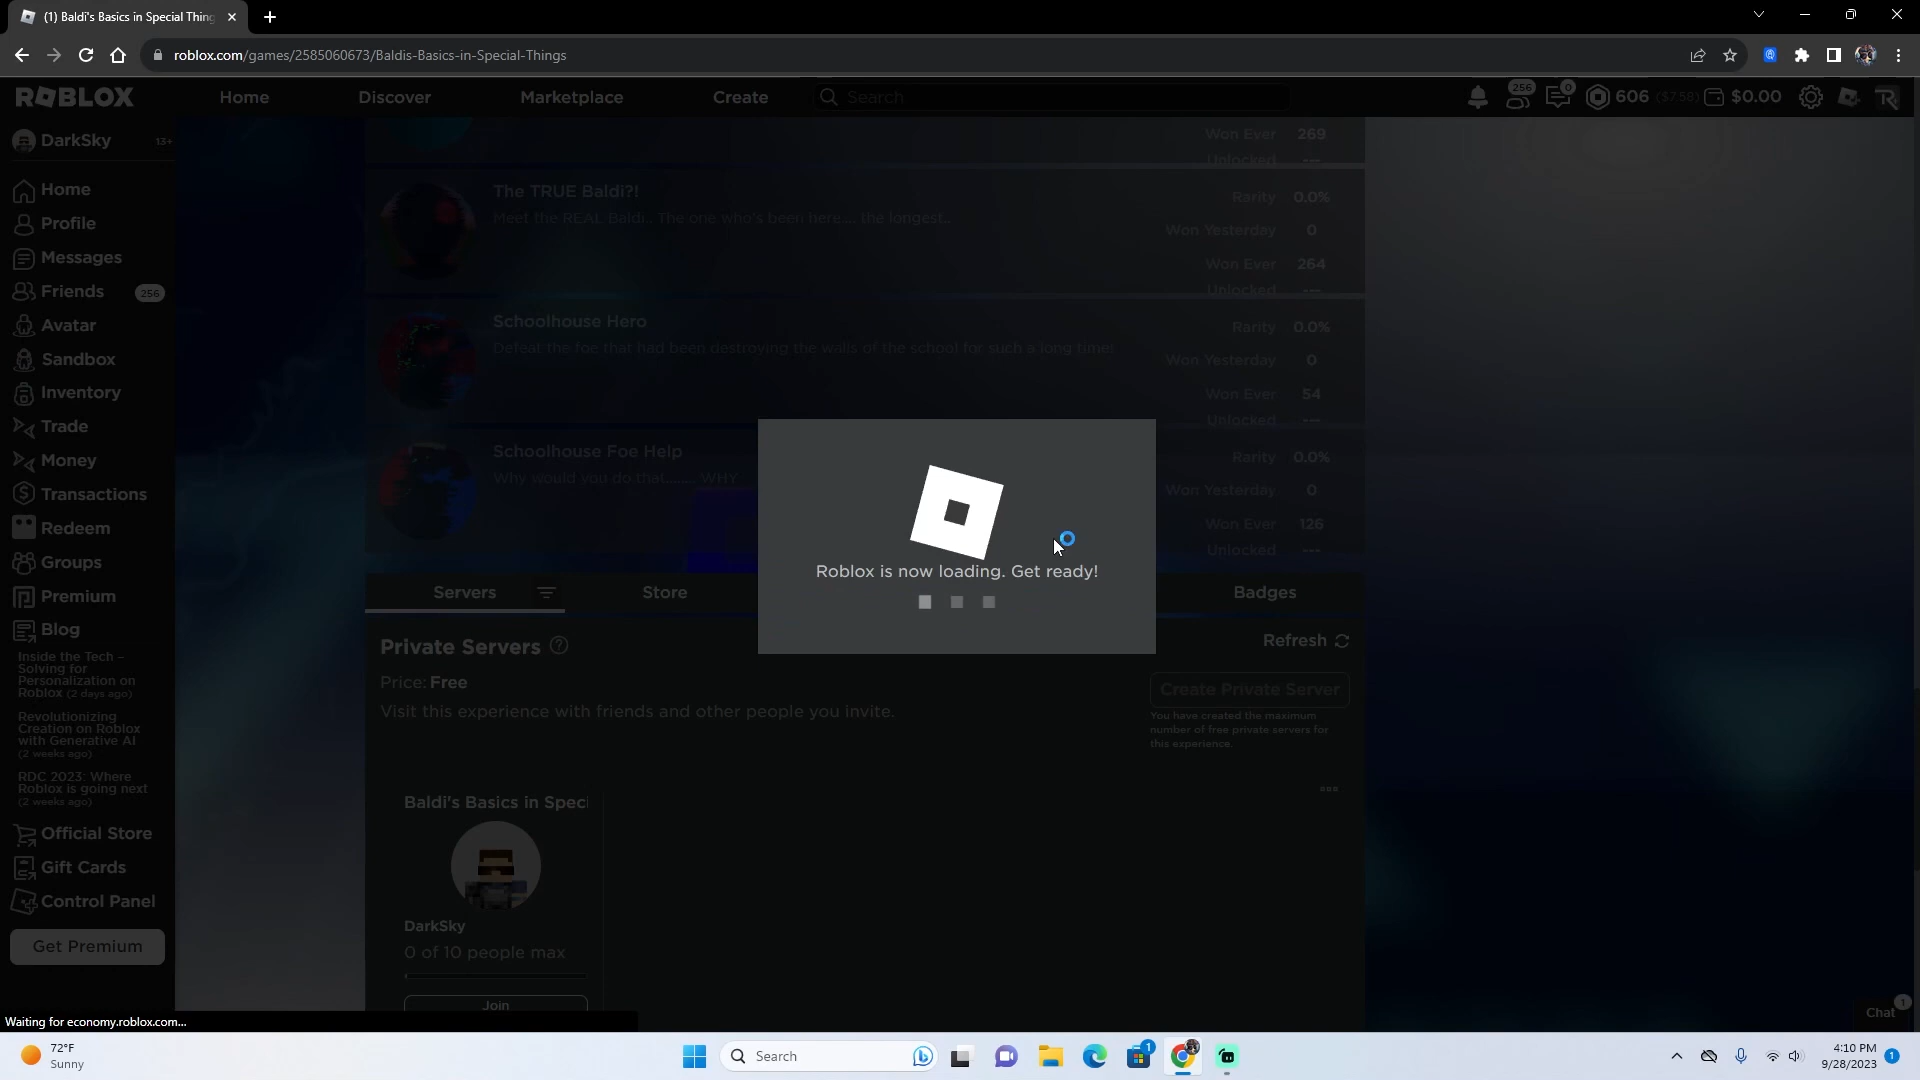 (1) Baldi's Basics in Special Thing
roblox.com/games/2585060673/Baldis-Basics-in-Special-Things
ROBLOX
Home
Discover
Marketplace
Create
Search
256
0
606 ($7.58)
$0.00
DarkSky
13+
Home
Profile
Messages
Friends
256
Avatar
Sandbox
Inventory
Trade
Money
Transactions
Redeem
Groups
Premium
Blog
Inside the Tech –
Solving for
Personalization on
Roblox (2 days ago)
Revolutionizing
Creation on Roblox
with Generative AI
(2 weeks ago)
RDC 2023: Where
Roblox is going next
(2 weeks ago)
Official Store
Gift Cards
Control Panel
Get Premium
Won Ever 269
Unlocked ---
The TRUE Baldi?!
Meet the REAL Baldi.. The one who's been here.... the longest..
Rarity 0.0%
Won Yesterday 0
Won Ever 264
Unlocked ---
Schoolhouse Hero
Defeat the foe that had been destroying the walls of the school for such a long time!
Rarity 0.0%
Won Yesterday 0
Won Ever 54
Unlocked ---
Schoolhouse Foe Help
Why would you do that....... WHY
Rarity 0.0%
Won Yesterday 0
Won Ever 126
Unlocked ---
Roblox is now loading. Get ready!
Servers
Store
Badges
Private Servers
Refresh
Price: Free
Visit this experience with friends and other people you invite.
Create Private Server
You have created the maximum
number of free private servers for
this experience.
Baldi's Basics in Speci
DarkSky
0 of 10 people max
Join
Chat
1
Waiting for economy.roblox.com...
72°F
Sunny
Search
1
4:10 PM
9/28/2023
1